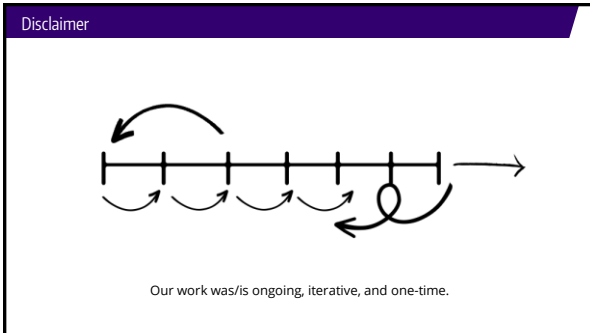 Disclaimer
Our work was/is ongoing, iterative, and one-time.